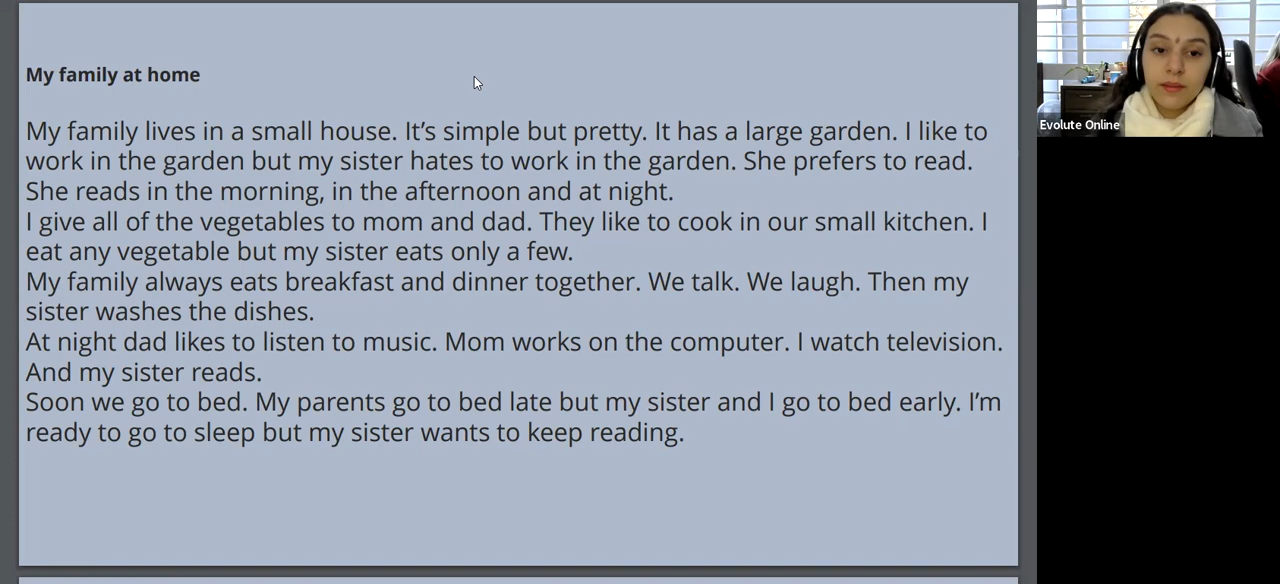 My family at home
My family lives in a small house. It’s simple but pretty. It has a large garden. I like to
work in the garden but my sister hates to work in the garden. She prefers to read.
She reads in the morning, in the afternoon and at night.
I give all of the vegetables to mom and dad. They like to cook in our small kitchen. I
eat any vegetable but my sister eats only a few.
My family always eats breakfast and dinner together. We talk. We laugh. Then my
sister washes the dishes.
At night dad likes to listen to music. Mom works on the computer. I watch television.
And my sister reads.
Soon we go to bed. My parents go to bed late but my sister and I go to bed early. I’m
ready to go to sleep but my sister wants to keep reading.
Evolute Online